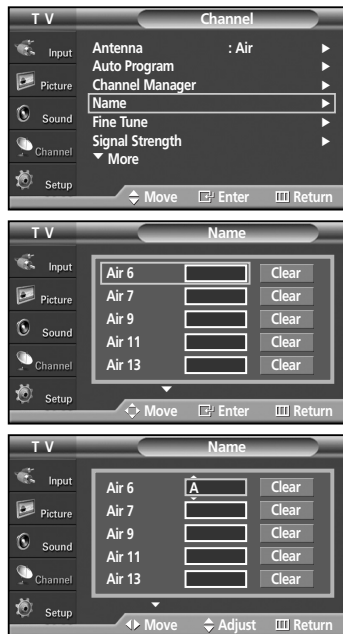 T V Channel
Input
Picture
Sound
Channel
Setup
Antenna : Air
Auto Program
Channel Manager
Name
Fine Tune
Signal Strength
▼ More
Move Enter Return
T V Name
Input
Picture
Sound
Channel
Setup
Air 6 Clear
Air 7 Clear
Air 9 Clear
Air 11 Clear
Air 13 Clear
Move Enter Return
T V Name
Input
Picture
Sound
Channel
Setup
Air 6 A Clear
Air 7 Clear
Air 9 Clear
Air 11 Clear
Air 13 Clear
Move Adjust Return